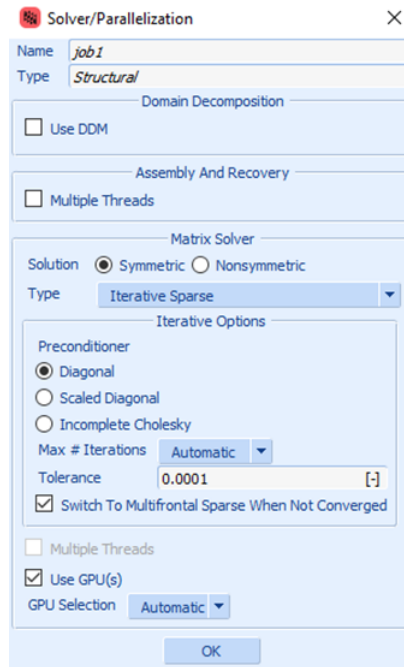 Solver/Parallelization
Name job1
Type Structural
Domain Decomposition
Use DDM
Assembly And Recovery
Multiple Threads
Matrix Solver
Solution Symmetric Nonsymmetric
Type Iterative Sparse
Iterative Options
Preconditioner
Diagonal
Scaled Diagonal
Incomplete Cholesky
Max # Iterations Automatic
Tolerance 0.0001 [-]
Switch To Multifrontal Sparse When Not Converged
Multiple Threads
Use GPU(s)
GPU Selection Automatic
OK